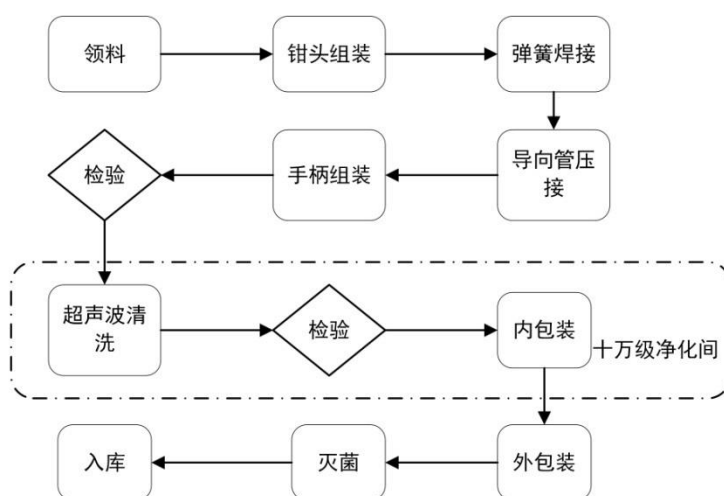 领料
钳头组装
弹簧焊接
导向管压
接
手柄组装
检验
超声波清
洗
检验
内包装
十万级净化间
外包装
灭菌
入库